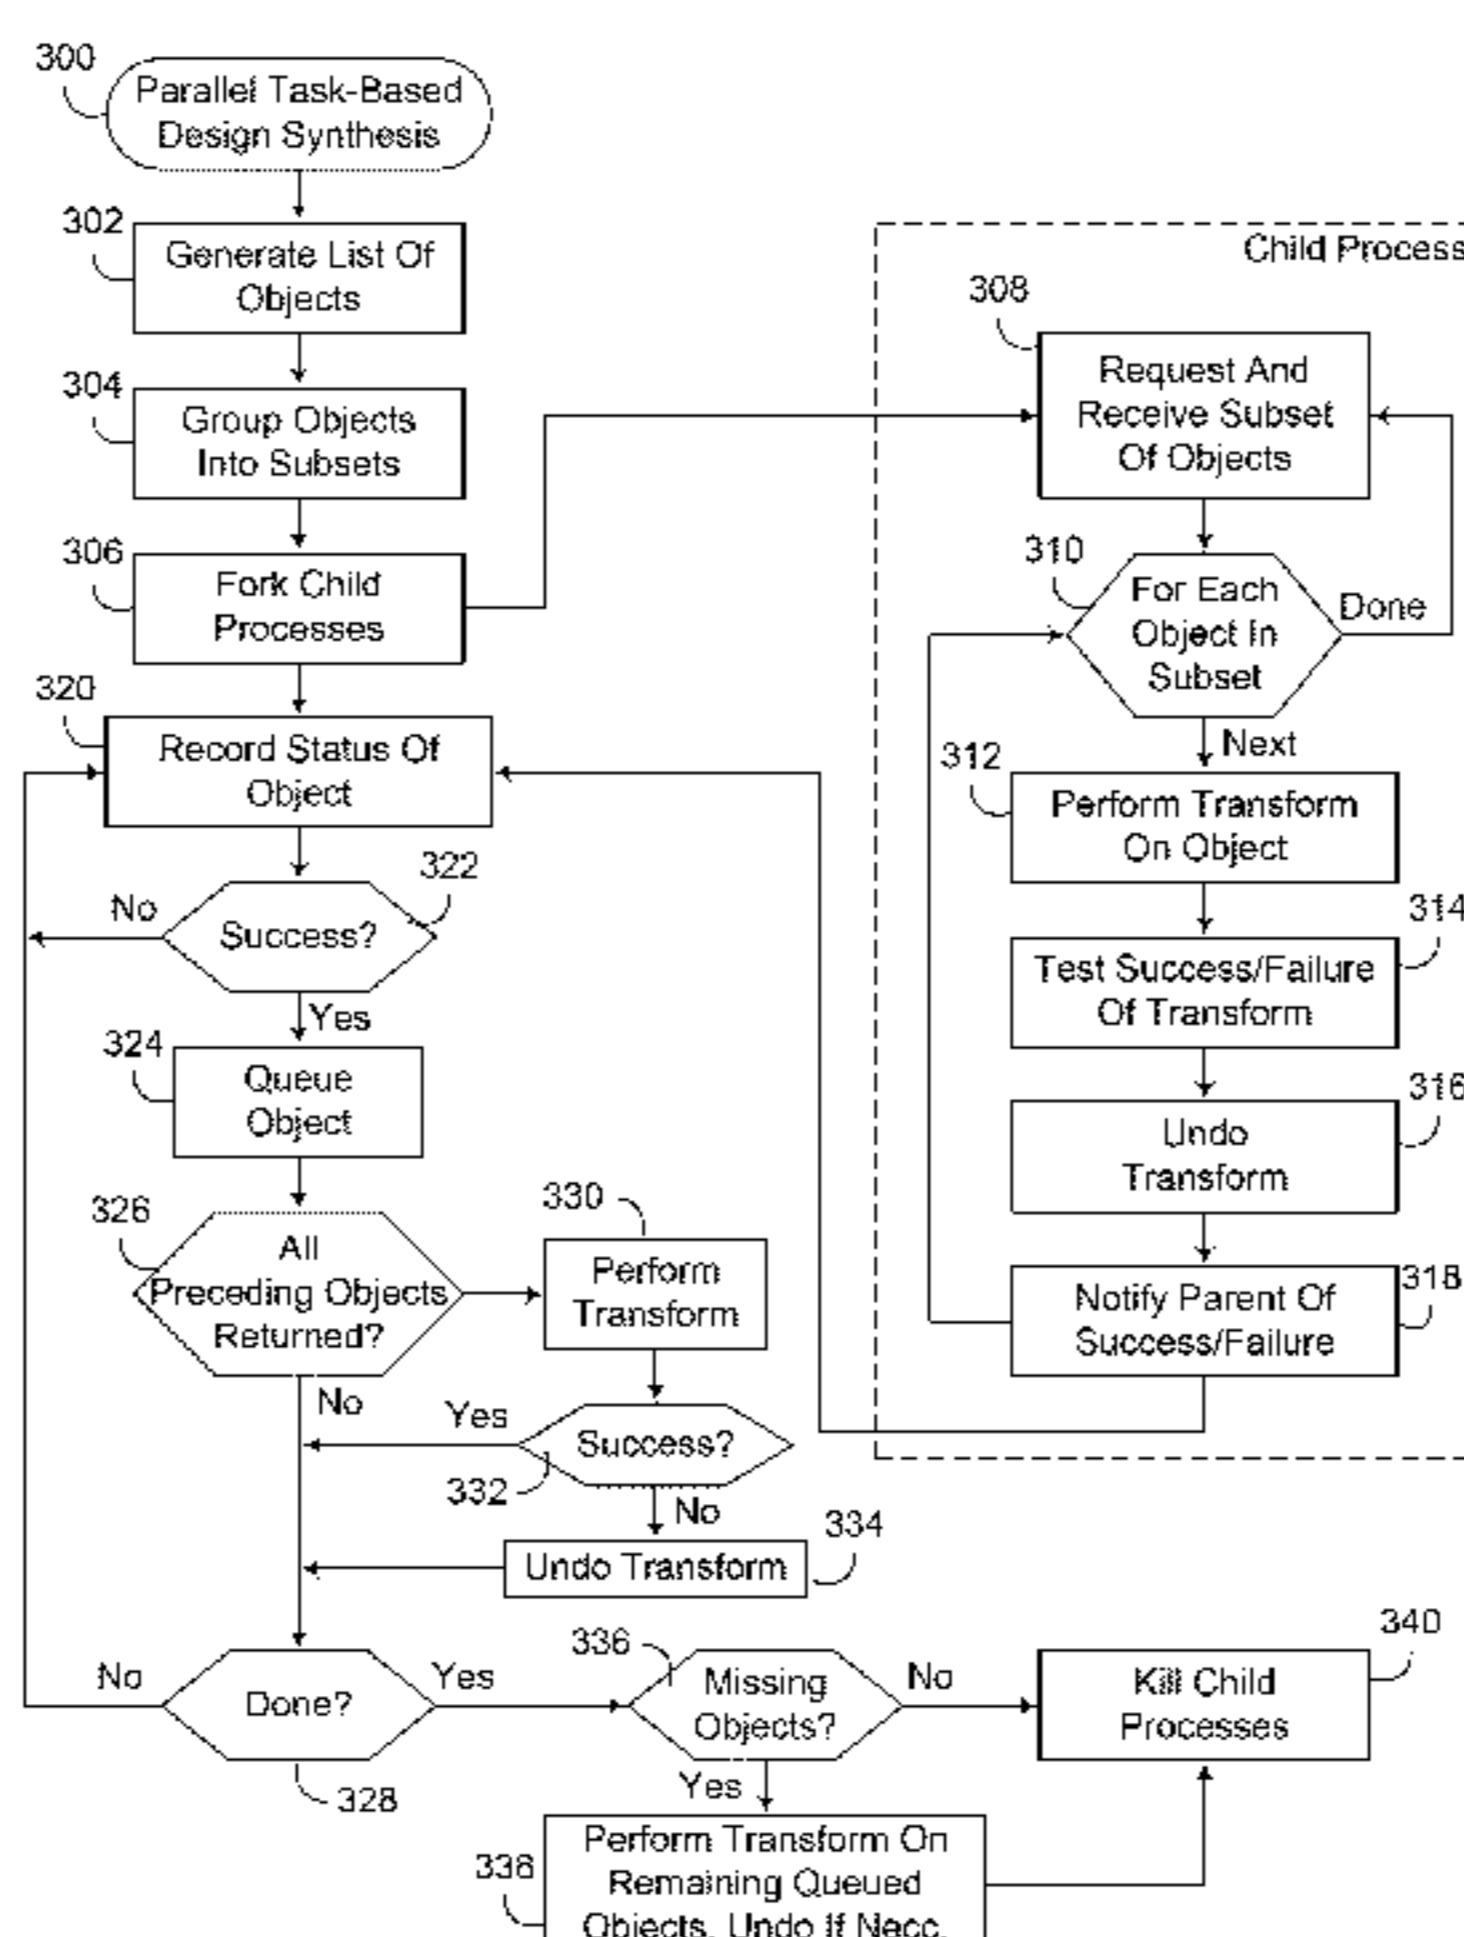 300
Parallel Task-Based
Design Synthesis
302
Generate List Of
Objects
304
Group Objects
Into Subsets
306
Fork Child
Processes
320
Record Status Of
Object
322
Success?
No
Yes
324
Queue
Object
326
All
Preceding Objects
Returned?
No
330
Perform
Transform
332
Success?
Yes
No
334
Undo Transform
328
Done?
No
Yes
336
Missing
Objects?
No
Yes
338
Perform Transform On
Remaining Queued
Objects, Undo If Necc.
340
Kill Child
Processes
Child Process
308
Request And
Receive Subset
Of Objects
310
For Each
Object In
Subset
Done
Next
312
Perform Transform
On Object
314
Test Success/Failure
Of Transform
316
Undo
Transform
318
Notify Parent Of
Success/Failure